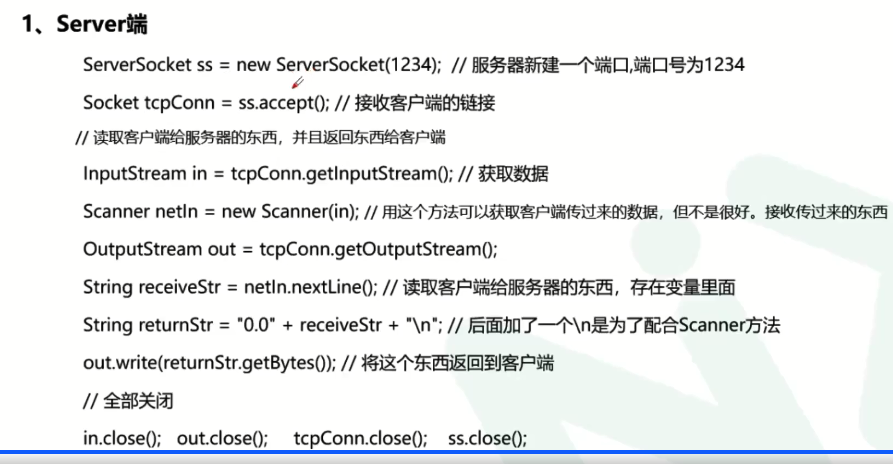 1、Server端
ServerSocket ss = new ServerSocket(1234); // 服务器新建一个端口,端口号为1234
Socket tcpConn = ss.accept(); // 接收客户端的链接
// 读取客户端给服务器的东西，并且返回东西给客户端
InputStream in = tcpConn.getInputStream(); // 获取数据
Scanner netIn = new Scanner(in); // 用这个方法可以获取客户端传过来的数据，但不是很好。接收传过来的东西
OutputStream out = tcpConn.getOutputStream();
String receiveStr = netIn.nextLine(); // 读取客户端给服务器的东西，存在变量里面
String returnStr = "0.0" + receiveStr + "\n"; // 后面加了一个\n是为了配合Scanner方法
out.write(returnStr.getBytes()); // 将这个东西返回到客户端
// 全部关闭
in.close(); out.close(); tcpConn.close(); ss.close();